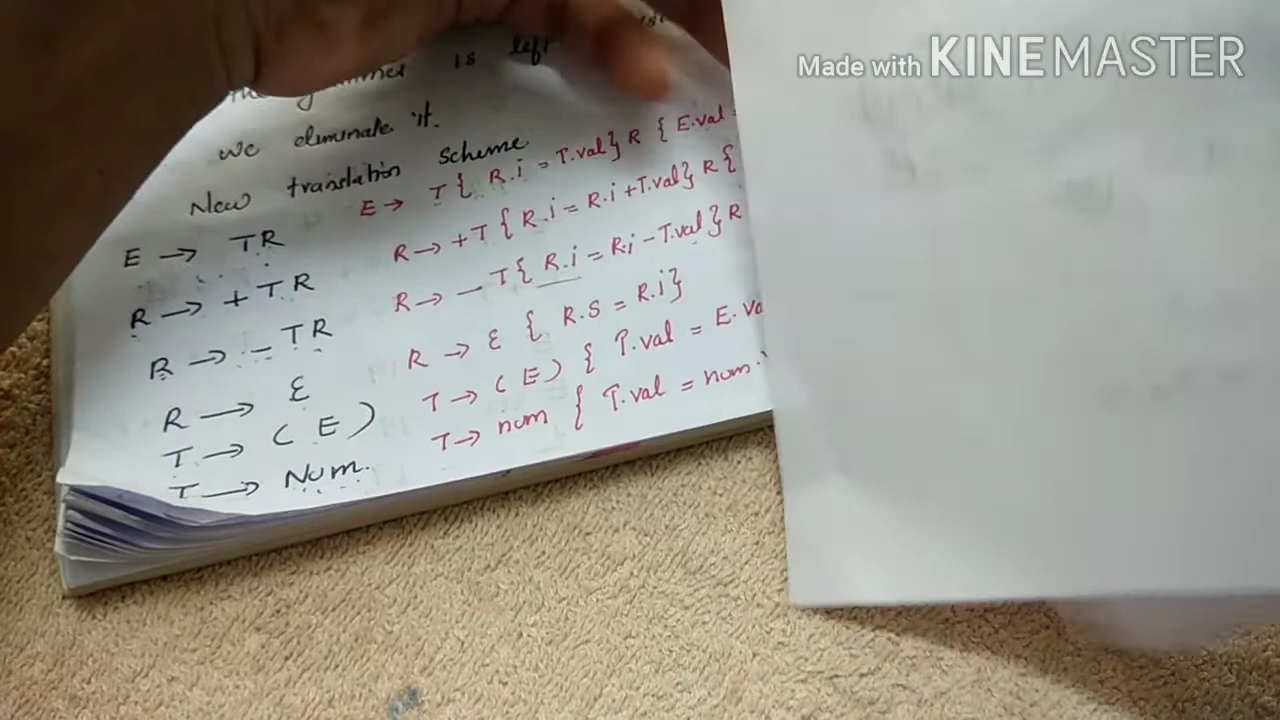 Made with KINEMASTER
is left
we eliminate it.
New translation scheme
E → T { R.i = T.val } R { E.val =
E → TR
R → + T { R.i = R.i + T.val } R {
R → + T R
R → - T { R.i = R.i - T.val } R
R → - T R
R → ε { R.S = R.i }
R → ε
T → ( E ) { T.val = E.va
T → ( E )
T → num { T.val = num.
T → Num.